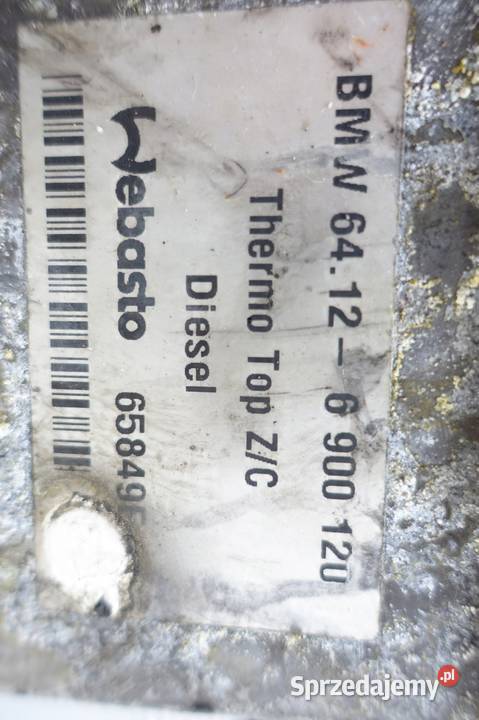 BMW 64.12-6 900 120
Thermo Top Z/C
Diesel
Webasto 65849
Sprzedajemy.pl